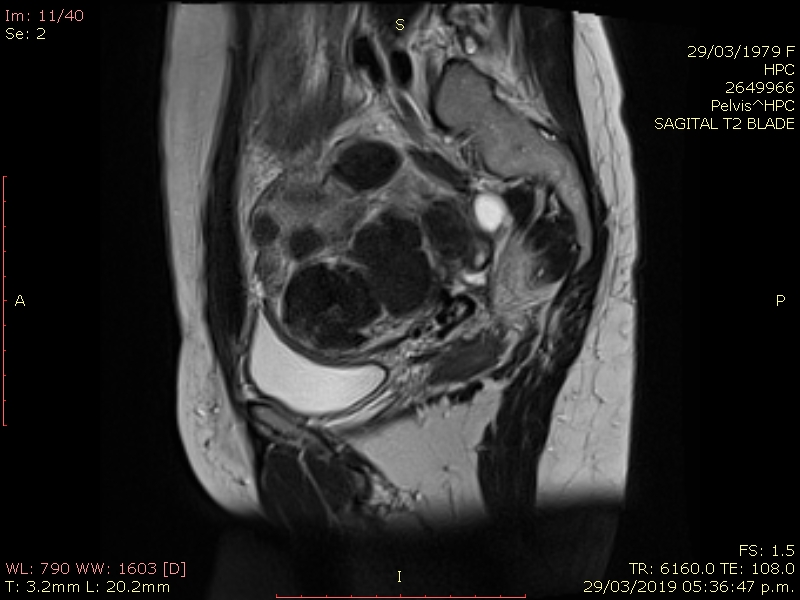 Im: 11/40
Se: 2
S
29/03/1979 F
HPC
2649966
Pelvis^HPC
SAGITAL T2 BLADE
A
P
WL: 790 WW: 1603 [D]
T: 3.2mm L: 20.2mm
I
FS: 1.5
TR: 6160.0 TE: 108.0
29/03/2019 05:36:47 p.m.